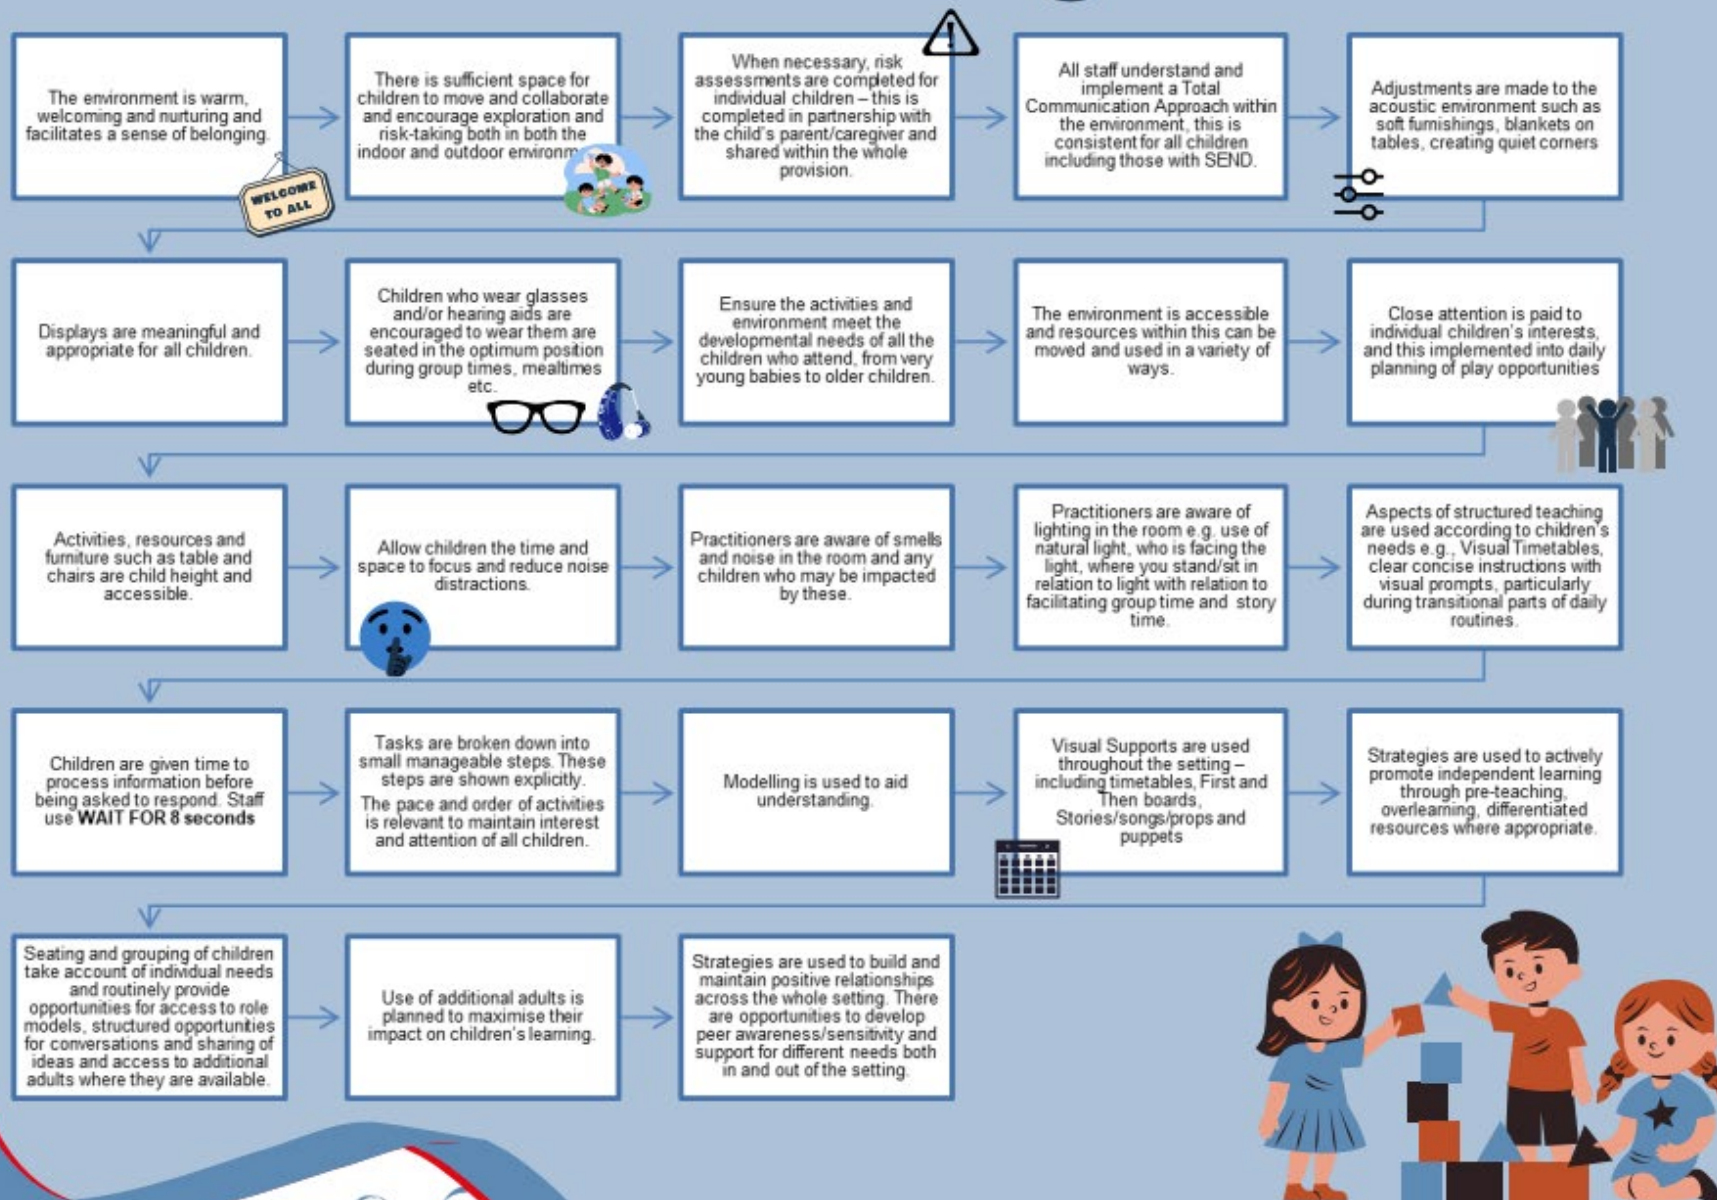 The environment is warm,
welcoming and nurturing and
facilitates a sense of belonging.
WELCOME
TO ALL
There is sufficient space for
children to move and collaborate
and encourage exploration and
risk-taking both in both the
indoor and outdoor environm
When necessary, risk
assessments are completed for
individual children – this is
completed in partnership with
the child's parent/caregiver and
shared within the whole
provision.
All staff understand and
implement a Total
Communication Approach within
the environment, this is
consistent for all children
including those with SEND.
Adjustments are made to the
acoustic environment such as
soft furnishings, blankets on
tables, creating quiet corners
Displays are meaningful and
appropriate for all children.
Children who wear glasses
and/or hearing aids are
encouraged to wear them are
seated in the optimum position
during group times, mealtimes
etc.
Ensure the activities and
environment meet the
developmental needs of all the
children who attend, from very
young babies to older children.
The environment is accessible
and resources within this can be
moved and used in a variety of
ways.
Close attention is paid to
individual children's interests,
and this implemented into daily
planning of play opportunities
Activities, resources and
furniture such as table and
chairs are child height and
accessible.
Allow children the time and
space to focus and reduce noise
distractions.
Practitioners are aware of smells
and noise in the room and any
children who may be impacted
by these.
Practitioners are aware of
lighting in the room e.g. use of
natural light, who is facing the
light, where you stand/sit in
relation to light with relation to
facilitating group time and story
time.
Aspects of structured teaching
are used according to children's
needs e.g., Visual Timetables,
clear concise instructions with
visual prompts, particularly
during transitional parts of daily
routines.
Children are given time to
process information before
being asked to respond. Staff
use WAIT FOR 8 seconds
Tasks are broken down into
small manageable steps. These
steps are shown explicitly.
The pace and order of activities
is relevant to maintain interest
and attention of all children.
Modelling is used to aid
understanding.
Visual Supports are used
throughout the setting –
including timetables, First and
Then boards,
Stories/songs/props and
puppets
Strategies are used to actively
promote independent learning
through pre-teaching,
overlearning, differentiated
resources where appropriate.
Seating and grouping of children
take account of individual needs
and routinely provide
opportunities for access to role
models, structured opportunities
for conversations and sharing of
ideas and access to additional
adults where they are available.
Use of additional adults is
planned to maximise their
impact on children's learning.
Strategies are used to build and
maintain positive relationships
across the whole setting. There
are opportunities to develop
peer awareness/sensitivity and
support for different needs both
in and out of the setting.